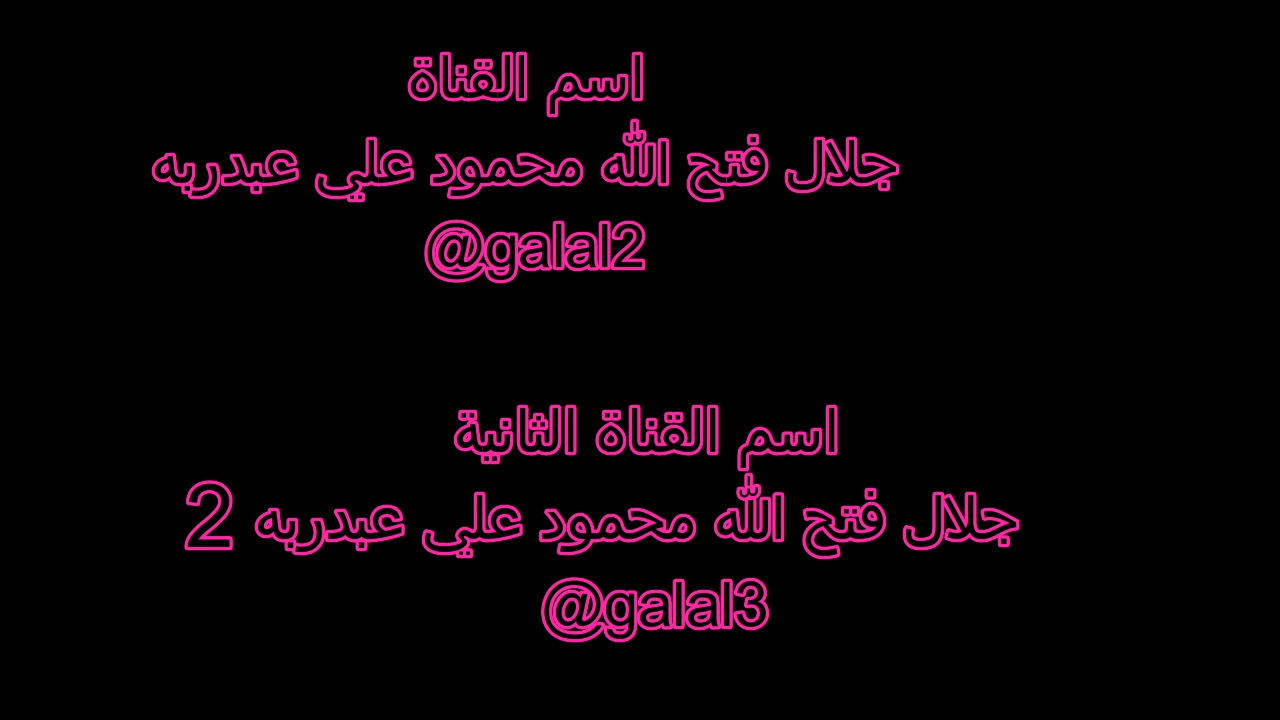 اسم القناة
جلال فتح الله محمود علي عبدربه
@galal2
اسم القناة الثانية
جلال فتح الله محمود علي عبدربه 2
@galal3